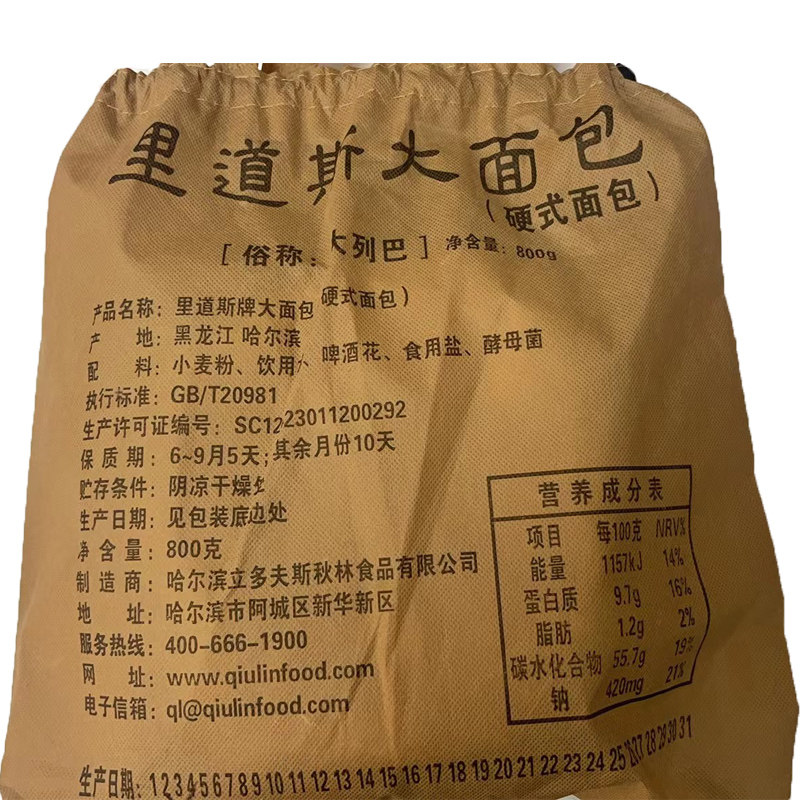 里道斯大面包
（硬式面包）
[ 俗称：大列巴 ] 净含量：800g
产品名称：里道斯牌大面包 硬式面包）
产 地：黑龙江 哈尔滨
配 料：小麦粉、饮用 啤酒花、食用盐、酵母菌
执行标准：GB/T20981
生产许可证编号：SC12 23011200292
保 质 期：6~9月5天；其余月份10天
贮存条件：阴凉干燥
生产日期：见包装底边处
净 含 量：800克
制 造 商：哈尔滨立多夫斯秋林食品有限公司
地 址：哈尔滨市阿城区新华新区
服务热线：400-666-1900
网 址：www.qiulinfood.com
电子信箱：ql@qiulinfood.com
营养成分表
项目 每100克 NRV%
能量 1157kJ 14%
蛋白质 9.7g 16%
脂肪 1.2g 2%
碳水化合物 55.7g 19%
钠 420mg 21%
生产日期：1 2 3 4 5 6 7 8 9 10 11 12 13 14 15 16 17 18 19 20 21 22 23 24 25 26 27 28 29 30 31